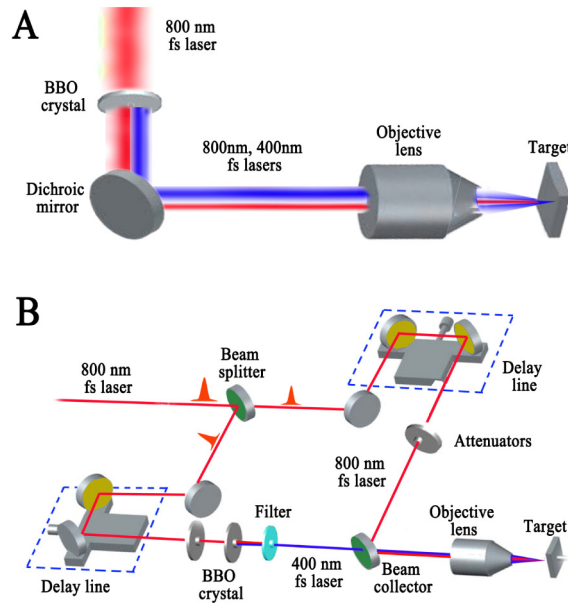 A
800 nm
fs laser
BBO
crystal
800nm, 400nm
fs lasers
Objective
lens
Target
Dichroic
mirror
B
Beam
splitter
800 nm
fs laser
Delay
line
Attenuators
800 nm
fs laser
Filter
Objective
lens
Target
Delay line
BBO
crystal
400 nm
fs laser
Beam
collector